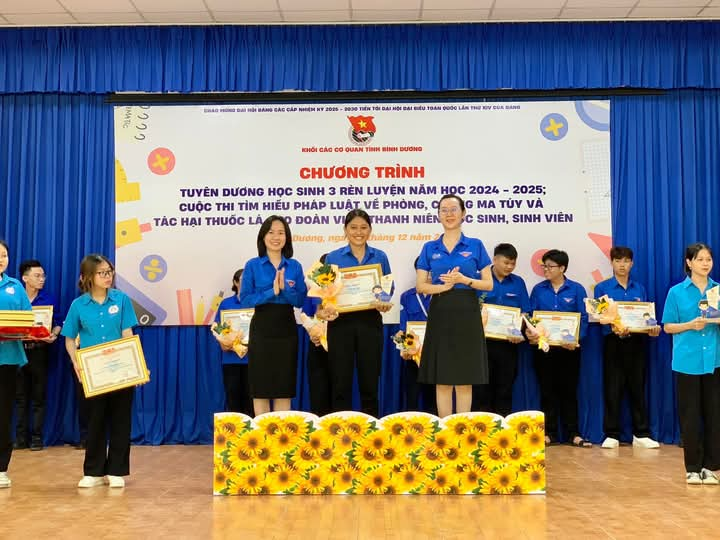 CHÀO MỪNG ĐẠI HỘI ĐẢNG CÁC CẤP NHIỆM KỲ 2025 - 2030 TIẾN TỚI ĐẠI HỘI ĐẠI BIỂU TOÀN QUỐC LẦN THỨ XIV CỦA ĐẢNG
KHỐI CÁC CƠ QUAN TỈNH BÌNH DƯƠNG
CHƯƠNG TRÌNH
TUYÊN DƯƠNG HỌC SINH 3 RÈN LUYỆN NĂM HỌC 2024 - 2025;
CUỘC THI TÌM HIỂU PHÁP LUẬT VỀ PHÒNG, MA TÚY VÀ
TÁC HẠI THUỐC LÁ ĐOÀN THANH NIÊN SINH, SINH VIÊN
Dương, ngày tháng 12